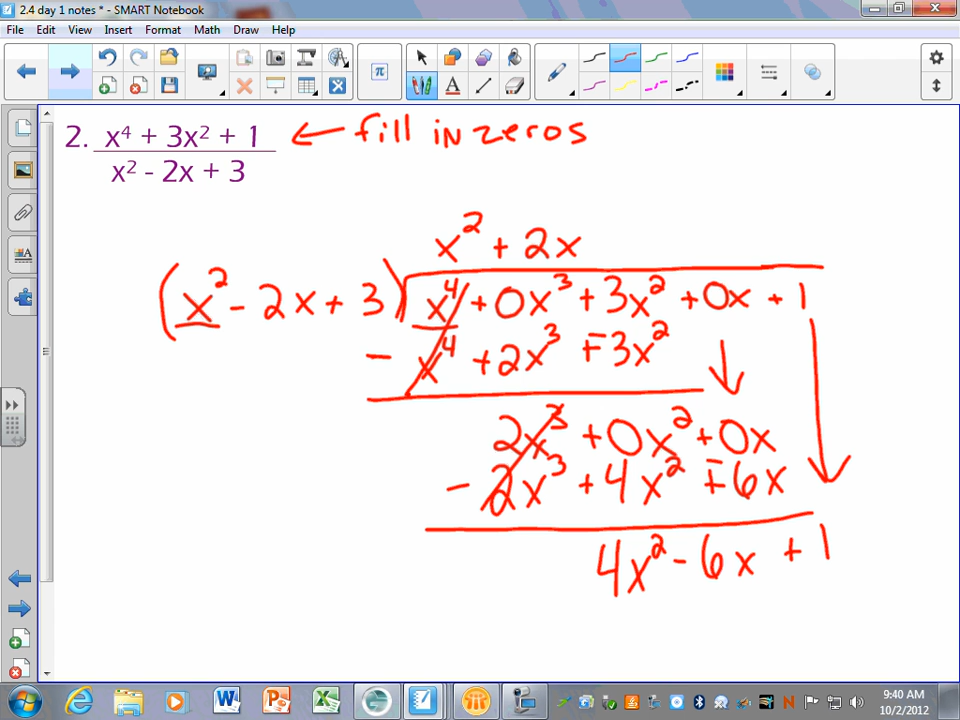 2.4 day 1 notes * - SMART Notebook
File Edit View Insert Format Math Draw Help
2. x⁴ + 3x² + 1 ← fill in zeros
x² - 2x + 3
x² + 2x
(x² - 2x + 3) x⁴ + 0x³ + 3x² + 0x + 1
- x⁴ + 2x³ ∓ 3x²
2x³ + 0x² + 0x
- 2x³ + 4x² ∓ 6x
4x² - 6x + 1
9:40 AM
10/2/2012